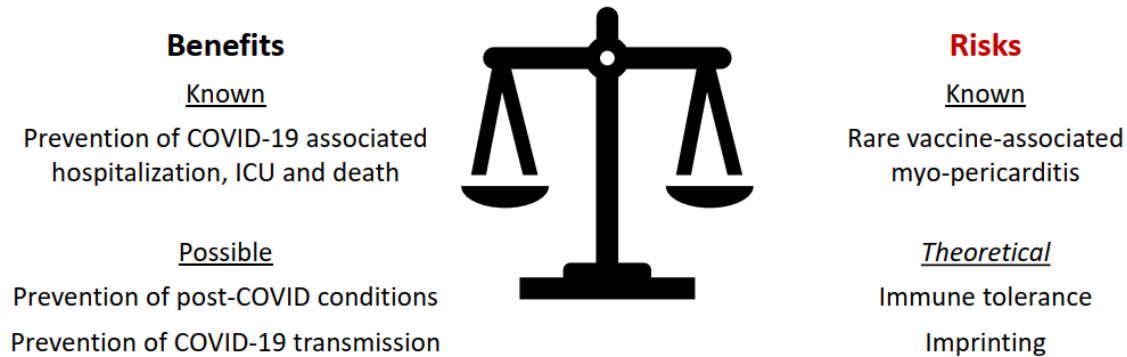 Benefits
Known
Prevention of COVID-19 associated
hospitalization, ICU and death
Possible
Prevention of post-COVID conditions
Prevention of COVID-19 transmission
Risks
Known
Rare vaccine-associated
myo-pericarditis
Theoretical
Immune tolerance
Imprinting